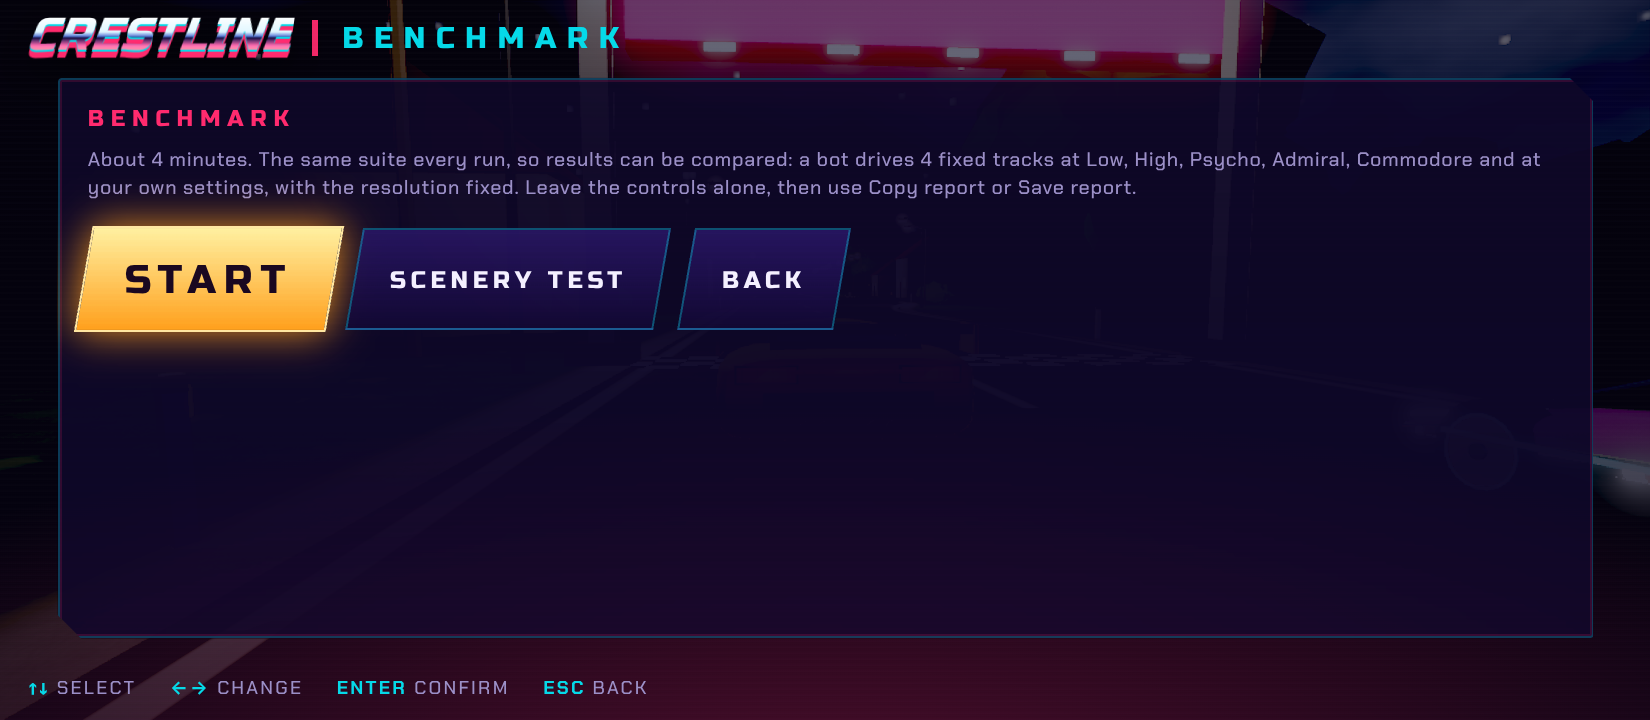 CRESTLINE | BENCHMARK
BENCHMARK
About 4 minutes. The same suite every run, so results can be compared: a bot drives 4 fixed tracks at Low, High, Psycho, Admiral, Commodore and at
your own settings, with the resolution fixed. Leave the controls alone, then use Copy report or Save report.
START SCENERY TEST BACK
↑↓ SELECT ←→ CHANGE ENTER CONFIRM ESC BACK